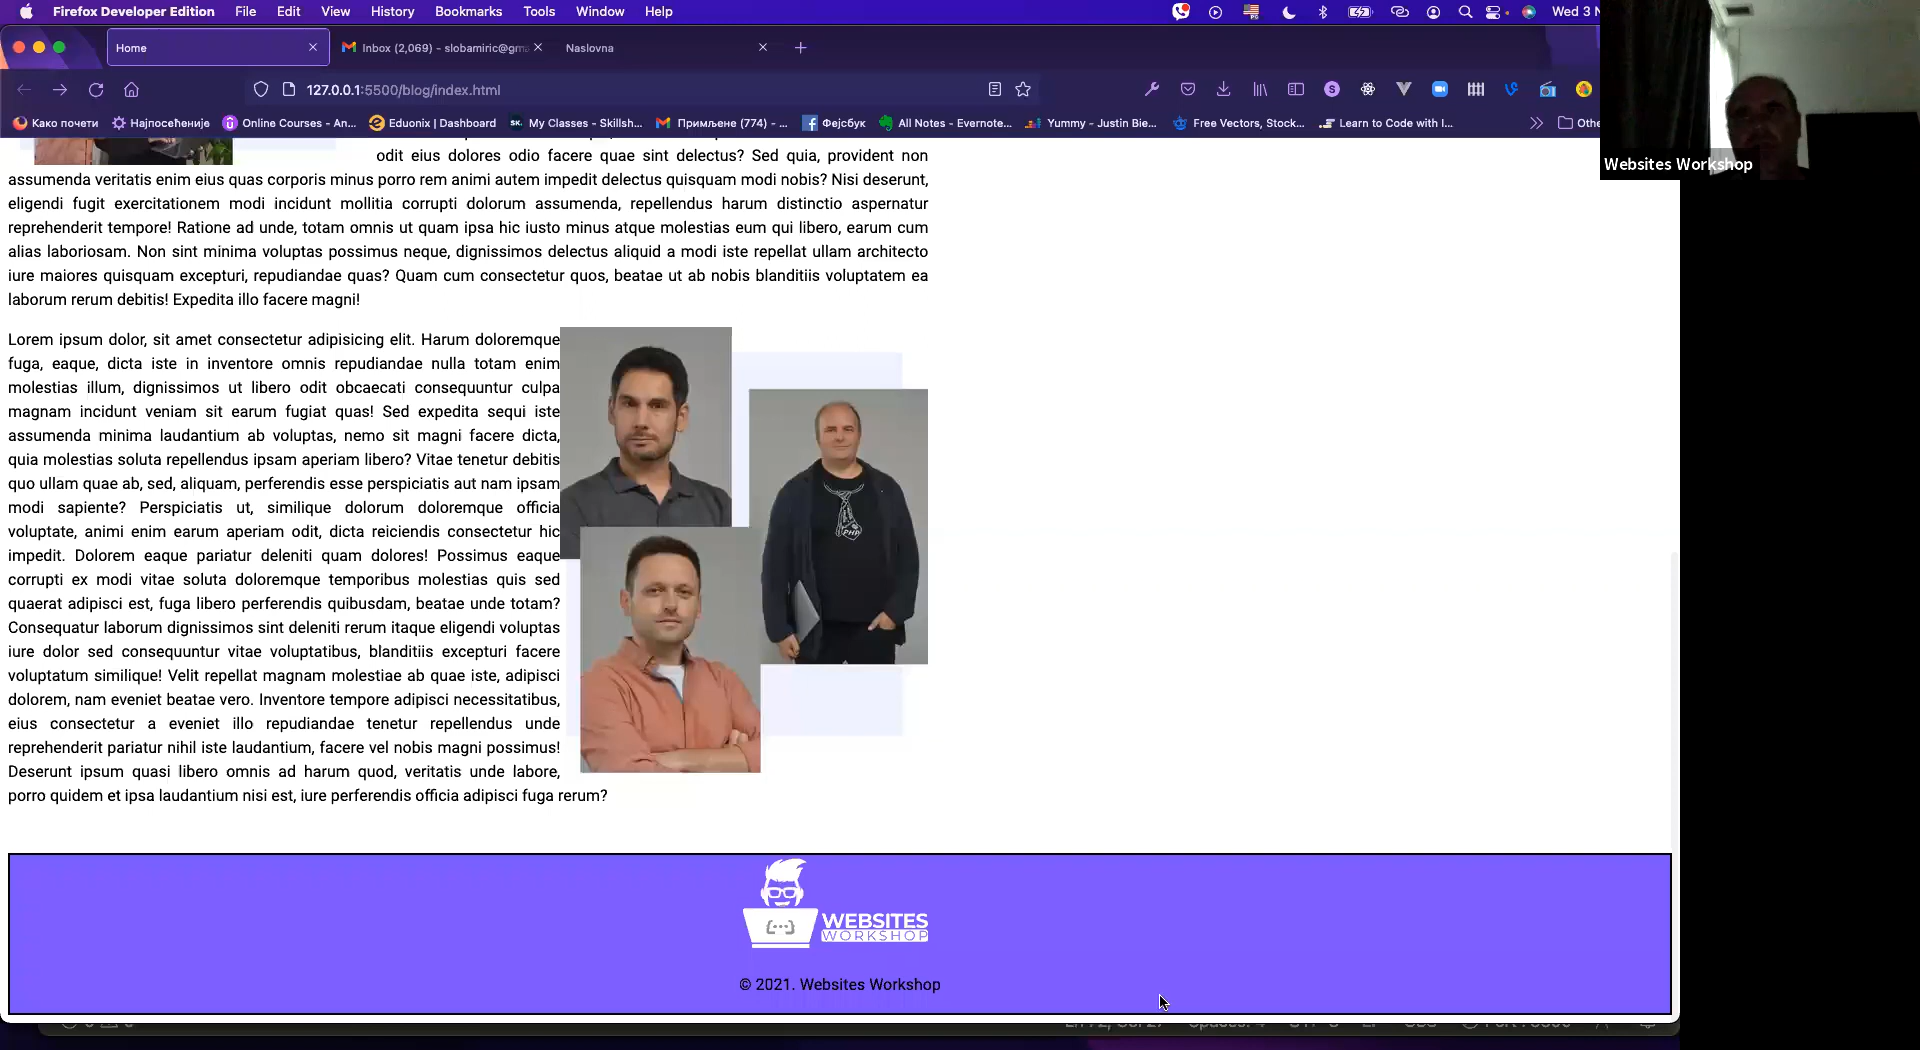 Firefox Developer Edition File Edit View History Bookmarks Tools Window Help Wed 3
Home Inbox (2,069) - slobamiric@gm Naslovna
127.0.0.1:5500/blog/index.html
Како почети Најпосећеније Online Courses - An... Eduonix | Dashboard My Classes - Skillsh... Примљене (774) - ... Фејсбук All Notes - Evernote... Yummy - Justin Bie... Free Vectors, Stock... Learn to Code with I...
Websites Workshop
odit eius dolores odio facere quae sint delectus? Sed quia, provident non
assumenda veritatis enim eius quas corporis minus porro rem animi autem impedit delectus quisquam modi nobis? Nisi deserunt,
eligendi fugit exercitationem modi incidunt mollitia corrupti dolorum assumenda, repellendus harum distinctio aspernatur
reprehenderit tempore! Ratione ad unde, totam omnis ut quam ipsa hic iusto minus atque molestias eum qui libero, earum cum
alias laboriosam. Non sint minima voluptas possimus neque, dignissimos delectus aliquid a modi iste repellat ullam architecto
iure maiores quisquam excepturi, repudiandae quas? Quam cum consectetur quos, beatae ut ab nobis blanditiis voluptatem ea
laborum rerum debitis! Expedita illo facere magni!
Lorem ipsum dolor, sit amet consectetur adipisicing elit. Harum doloremque
fuga, eaque, dicta iste in inventore omnis repudiandae nulla totam enim
molestias illum, dignissimos ut libero odit obcaecati consequuntur culpa
magnam incidunt veniam sit earum fugiat quas! Sed expedita sequi iste
assumenda minima laudantium ab voluptas, nemo sit magni facere dicta,
quia molestias soluta repellendus ipsam aperiam libero? Vitae tenetur debitis
quo ullam quae ab, sed, aliquam, perferendis esse perspiciatis aut nam ipsam
modi sapiente? Perspiciatis ut, similique dolorum doloremque officia
voluptate, animi enim earum aperiam odit, dicta reiciendis consectetur hic
impedit. Dolorem eaque pariatur deleniti quam dolores! Possimus eaque
corrupti ex modi vitae soluta doloremque temporibus molestias quis sed
quaerat adipisci est, fuga libero perferendis quibusdam, beatae unde totam?
Consequatur laborum dignissimos sint deleniti rerum itaque eligendi voluptas
iure dolor sed consequuntur vitae voluptatibus, blanditiis excepturi facere
voluptatum similique! Velit repellat magnam molestiae ab quae iste, adipisci
dolorem, nam eveniet beatae vero. Inventore tempore adipisci necessitatibus,
eius consectetur a eveniet illo repudiandae tenetur repellendus unde
reprehenderit pariatur nihil iste laudantium, facere vel nobis magni possimus!
Deserunt ipsum quasi libero omnis ad harum quod, veritatis unde labore,
porro quidem et ipsa laudantium nisi est, iure perferendis officia adipisci fuga rerum?
PHP
WEBSITES
WORKSHOP
© 2021. Websites Workshop